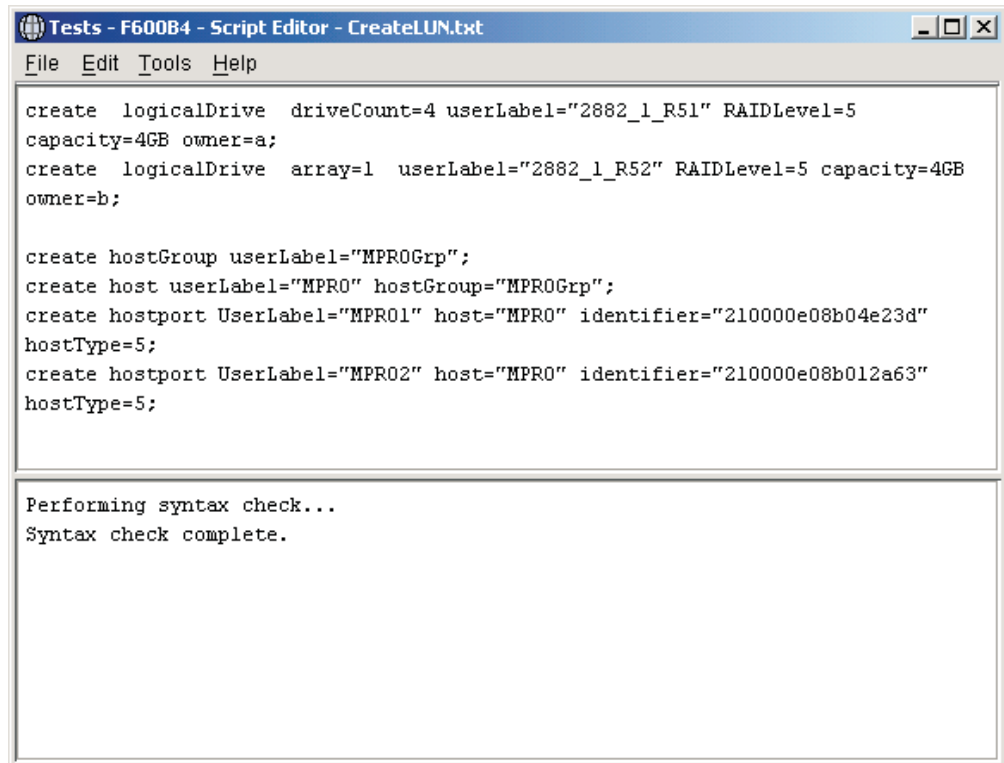 Tests - F600B4 - Script Editor - CreateLUN.txt
File Edit Tools Help
create logicalDrive driveCount=4 userLabel="2882_1_R51" RAIDLevel=5
capacity=4GB owner=a;
create logicalDrive array=1 userLabel="2882_1_R52" RAIDLevel=5 capacity=4GB
owner=b;
create hostGroup userLabel="MPR0Grp";
create host userLabel="MPR0" hostGroup="MPR0Grp";
create hostport UserLabel="MPR01" host="MPR0" identifier="210000e08b04e23d"
hostType=5;
create hostport UserLabel="MPR02" host="MPR0" identifier="210000e08b012a63"
hostType=5;
Performing syntax check...
Syntax check complete.